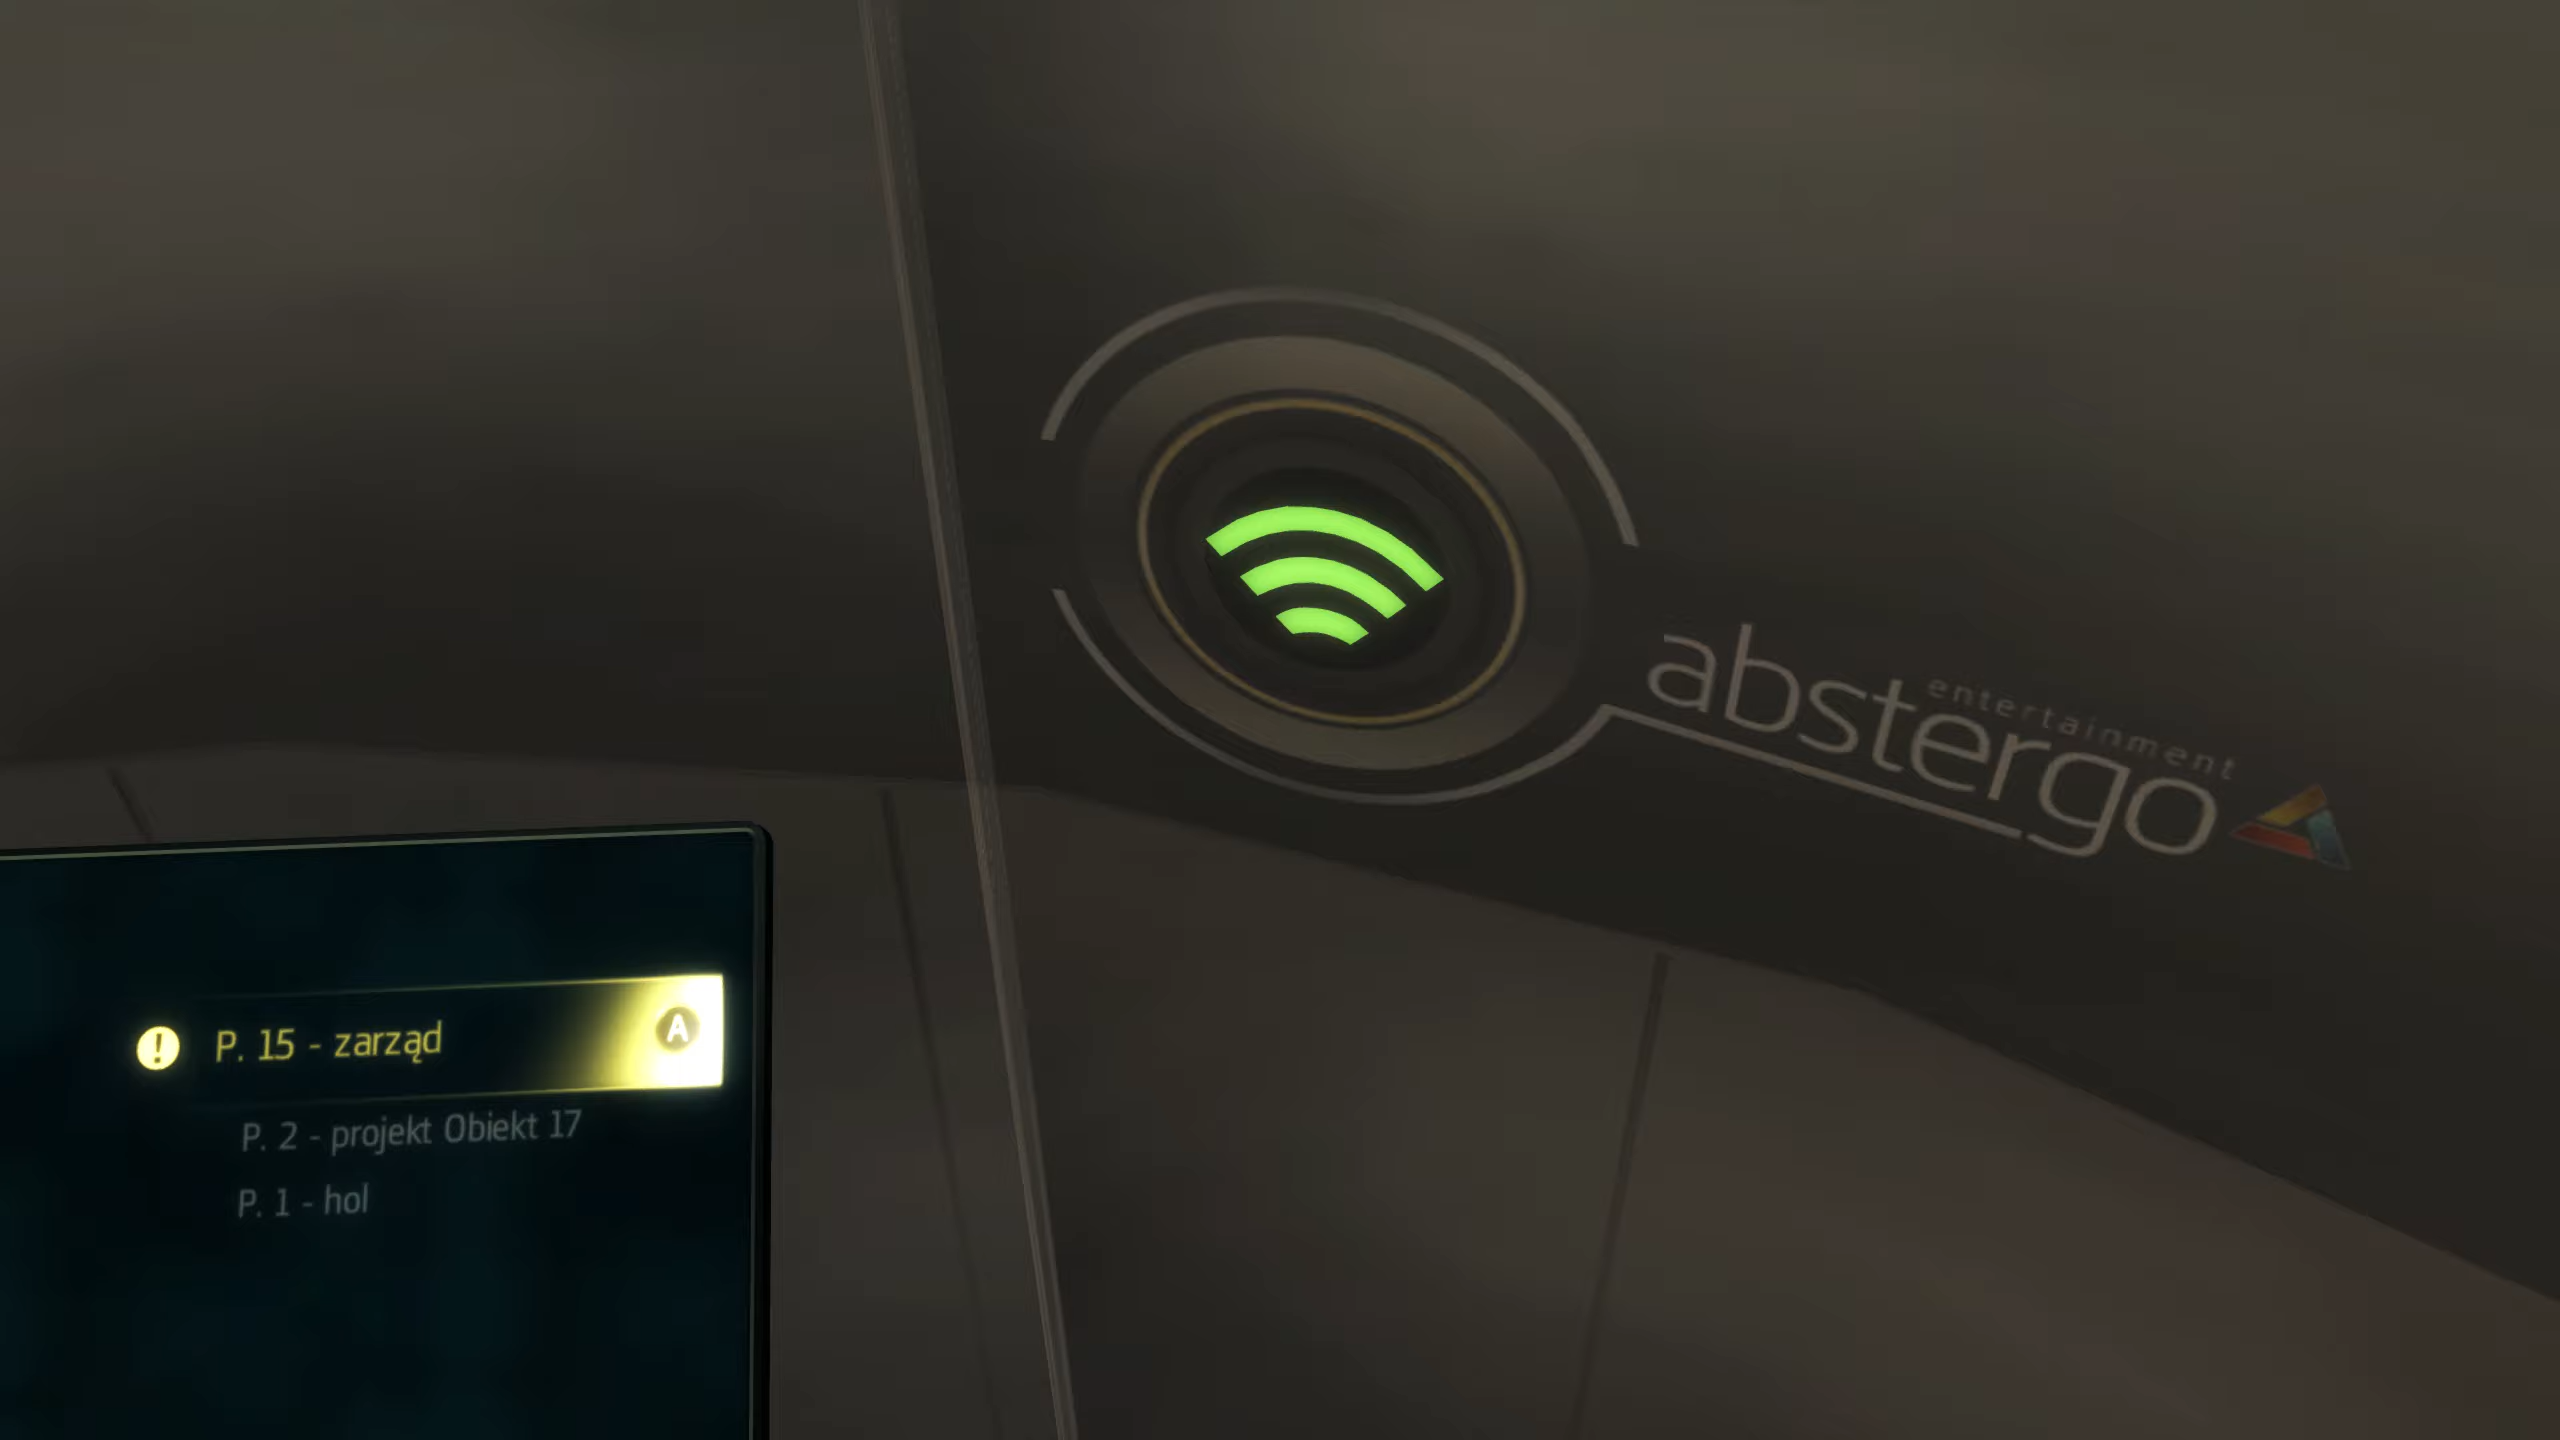 entertainment
abstergo
! P. 15 - zarząd A
P. 2 - projekt Obiekt 17
P. 1 - hol